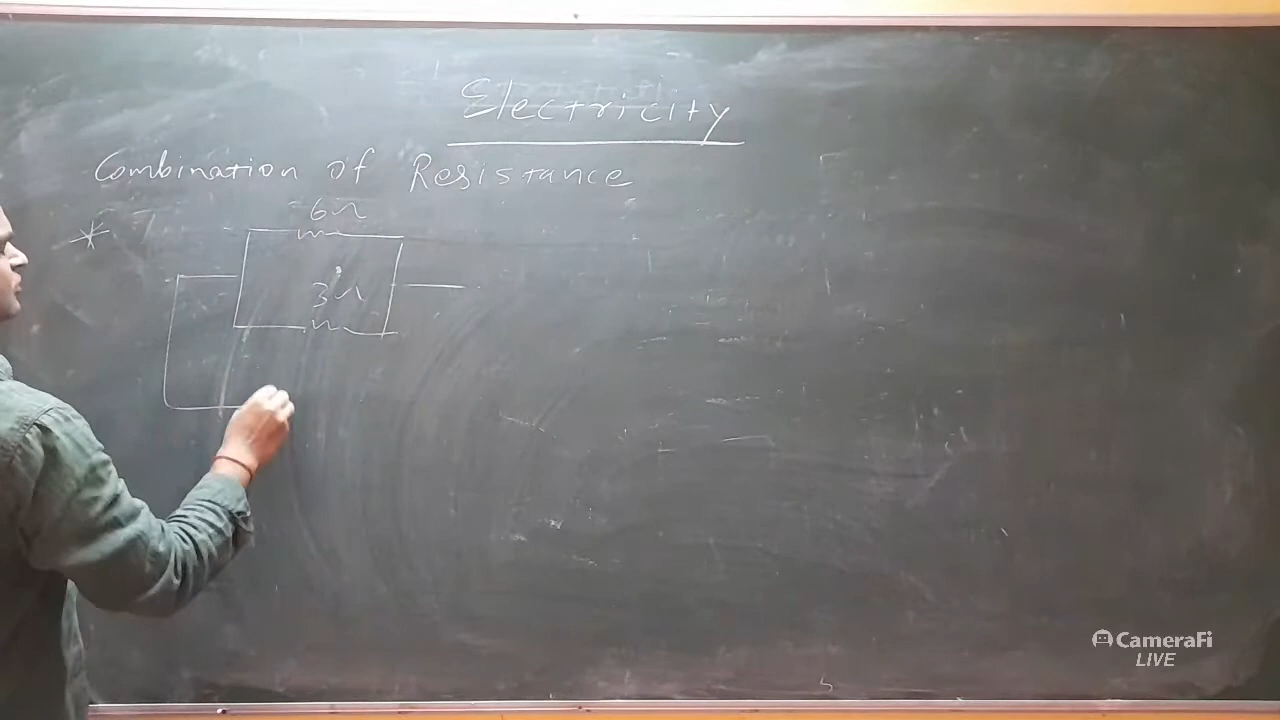 Electricity
Combination of Resistance
6Ω
3Ω
CameraFi
LIVE